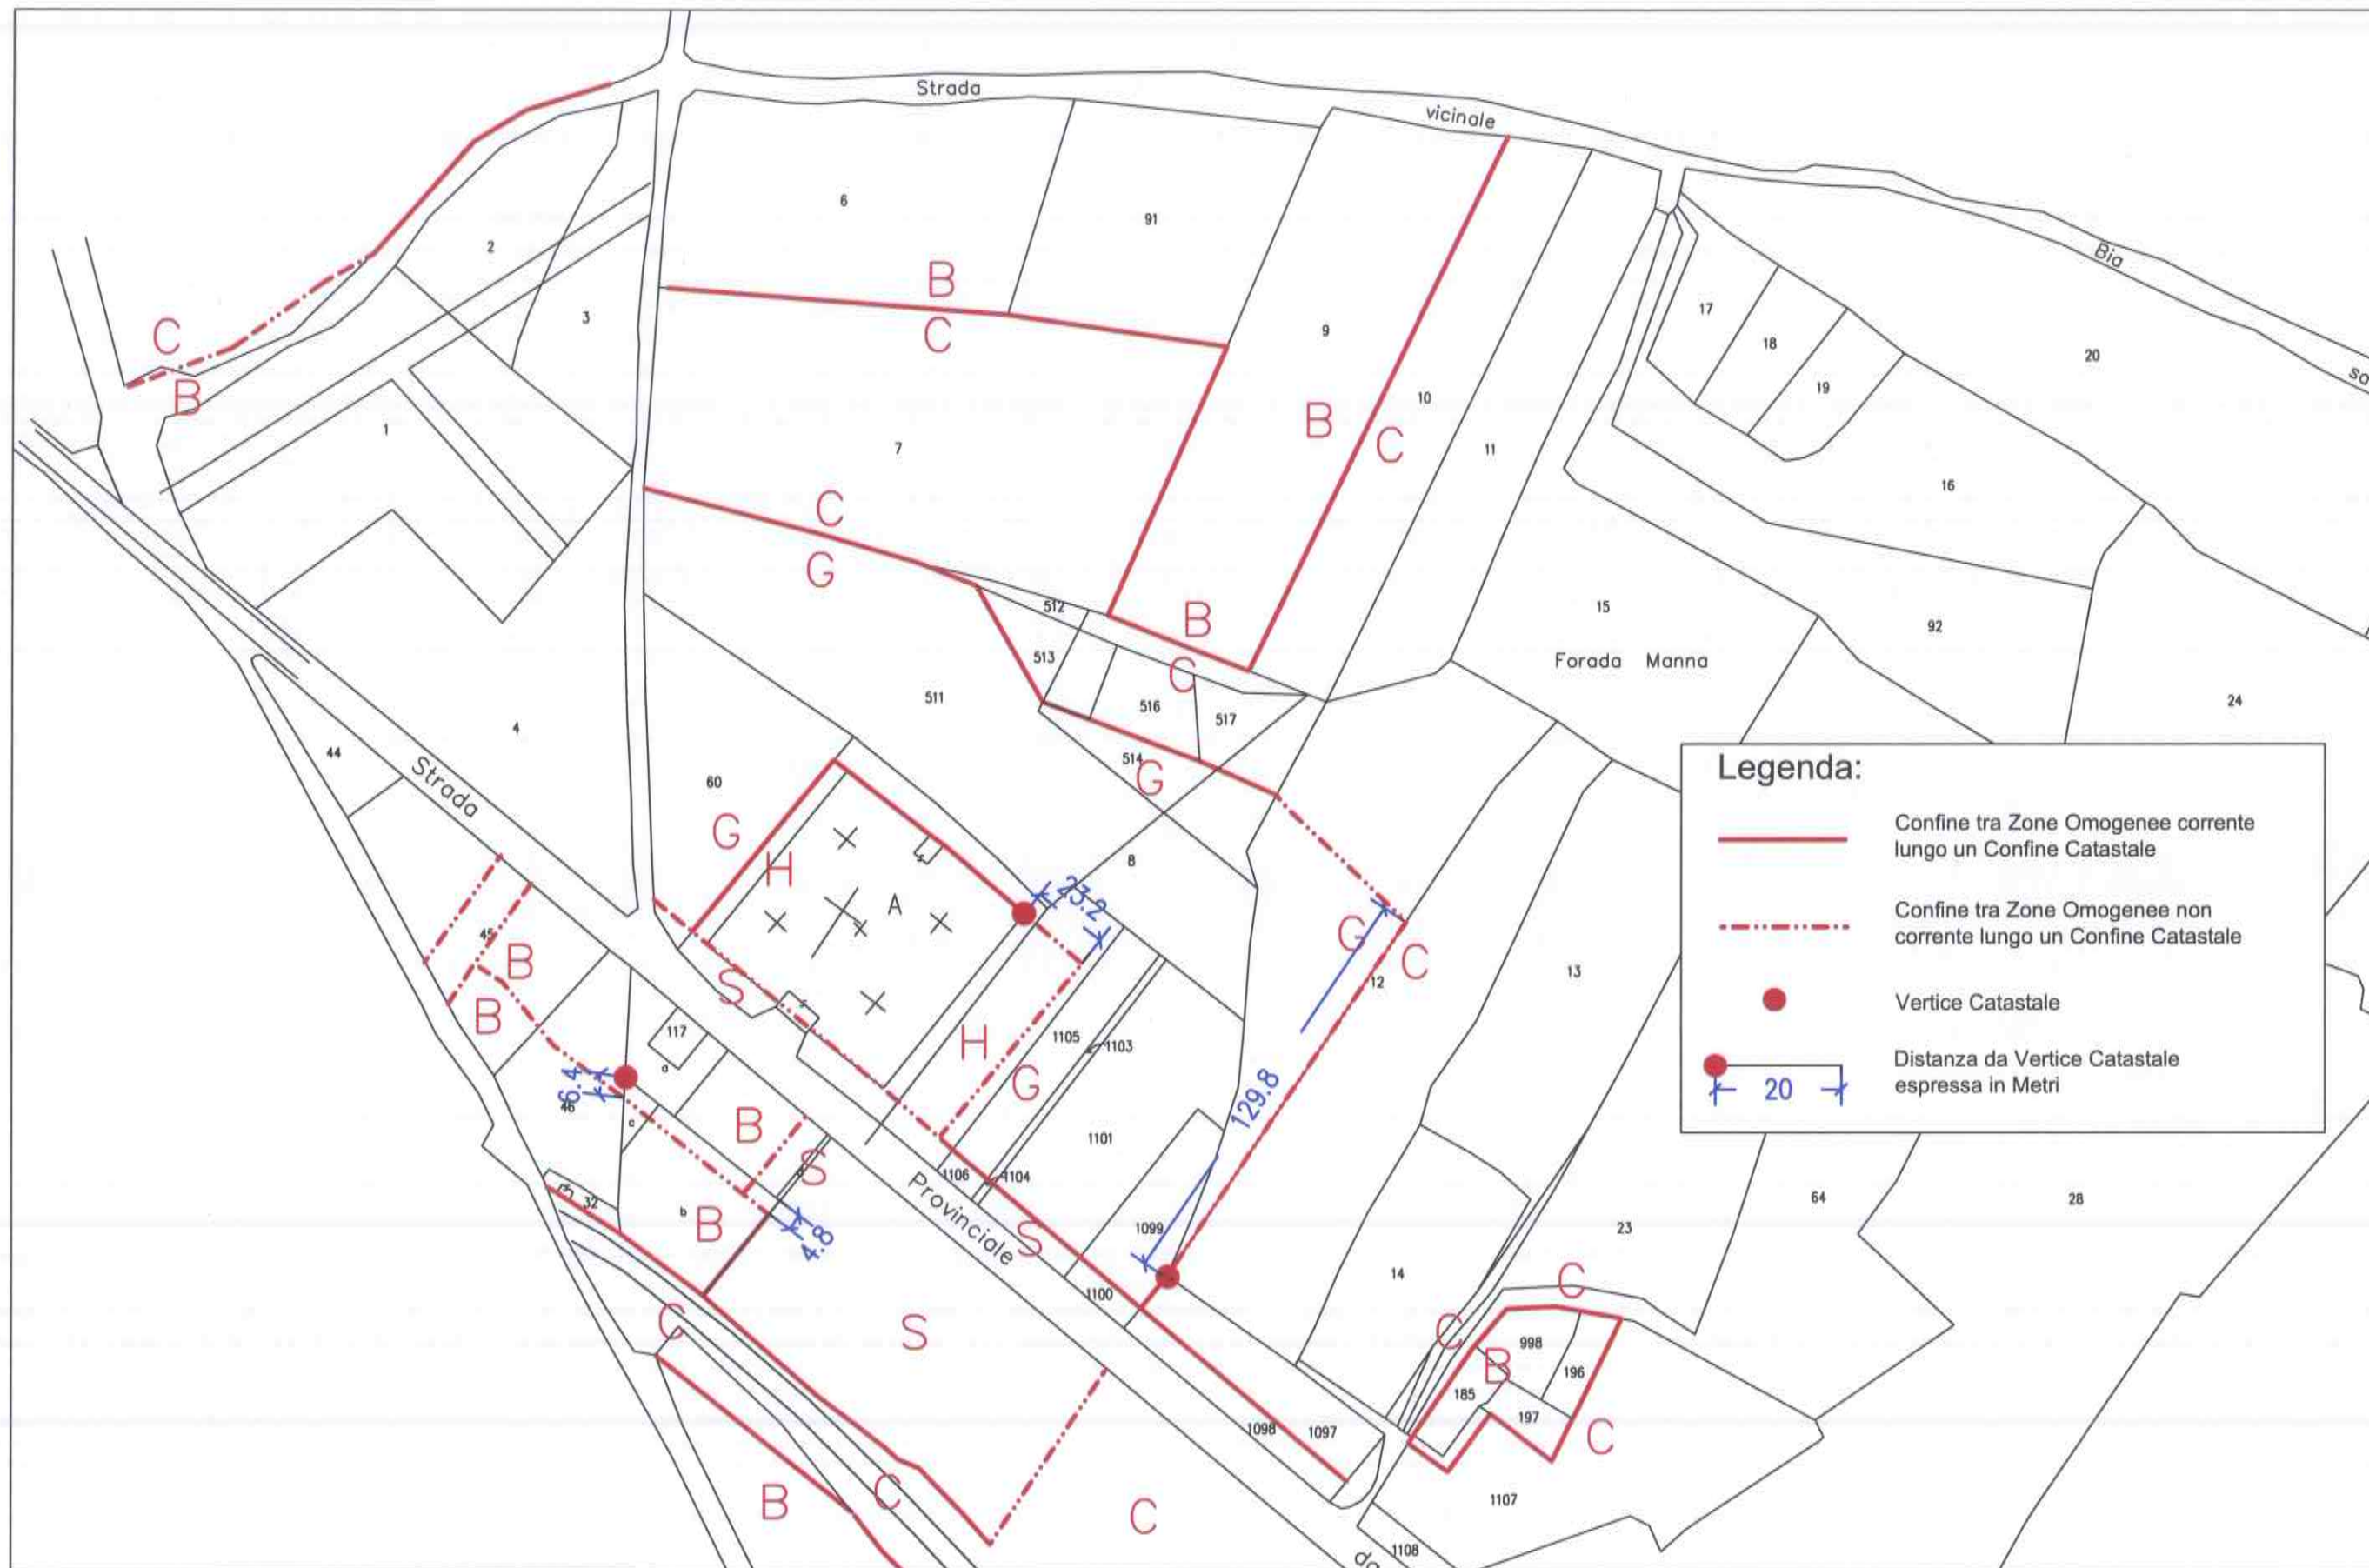 Strada
vicinale
6
91
2
B
Bia
sa
3
C
C
17
9
18
20
B
19
10
B
C
1
7
11
16
C
G
512
B
15
92
513
C
Forada Manna
511
516
24
517
4
44
514
G
Legenda:
Strada
60
Confine tra Zone Omogenee corrente
lungo un Confine Catastale
G
H
8
23.2
A
Confine tra Zone Omogenee non
corrente lungo un Confine Catastale
45
G
B
C
13
12
S
Vertice Catastale
B
117
1105
H
1103
a
Distanza da Vertice Catastale
espressa in Metri
6.4
G
20
46
129.8
c
B
1101
S
1106
1104
32
64
28
b
B
Provinciale
1099
23
4.8
S
14
C
1100
C
S
C
998
B
196
185
197
1098
1097
C
B
C
C
1107
1108
do